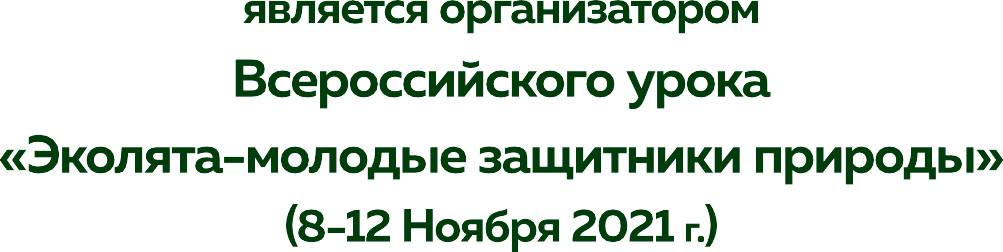 является организатором
Всероссийского урока
«Эколята-молодые защитники природы»
(8-12 Ноября 2021 г.)